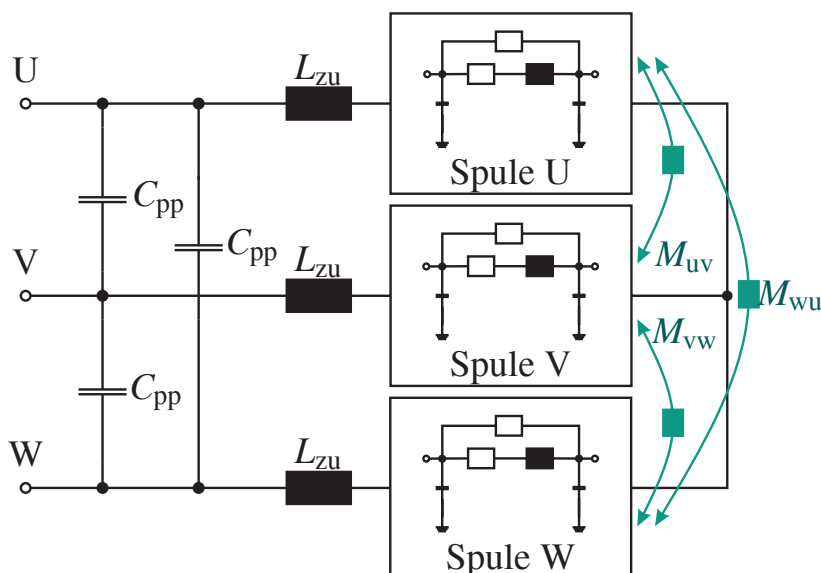 U
L_zu
Spule U
C_pp
C_pp
V
L_zu
M_uv
Spule V
M_wu
M_vw
C_pp
W
L_zu
Spule W